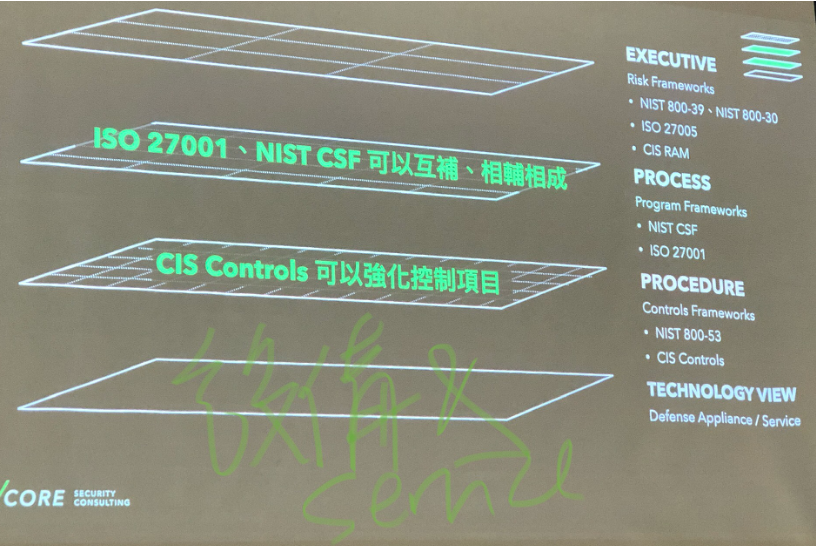 ISO 27001、NIST CSF 可以互補、相輔相成
CIS Controls 可以強化控制項目
設備&
service
EXECUTIVE
Risk Frameworks
• NIST 800-39、NIST 800-30
• ISO 27005
• CIS RAM
PROCESS
Program Frameworks
• NIST CSF
• ISO 27001
PROCEDURE
Controls Frameworks
• NIST 800-53
• CIS Controls
TECHNOLOGY VIEW
Defense Appliance / Service
/CORE SECURITY
CONSULTING